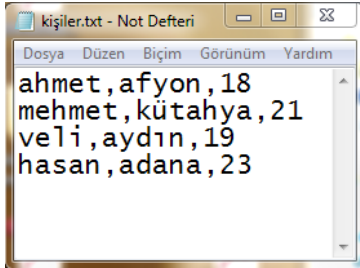 kişiler.txt - Not Defteri
Dosya Düzen Biçim Görünüm Yardım
ahmet,afyon,18
mehmet,kütahya,21
veli,aydın,19
hasan,adana,23